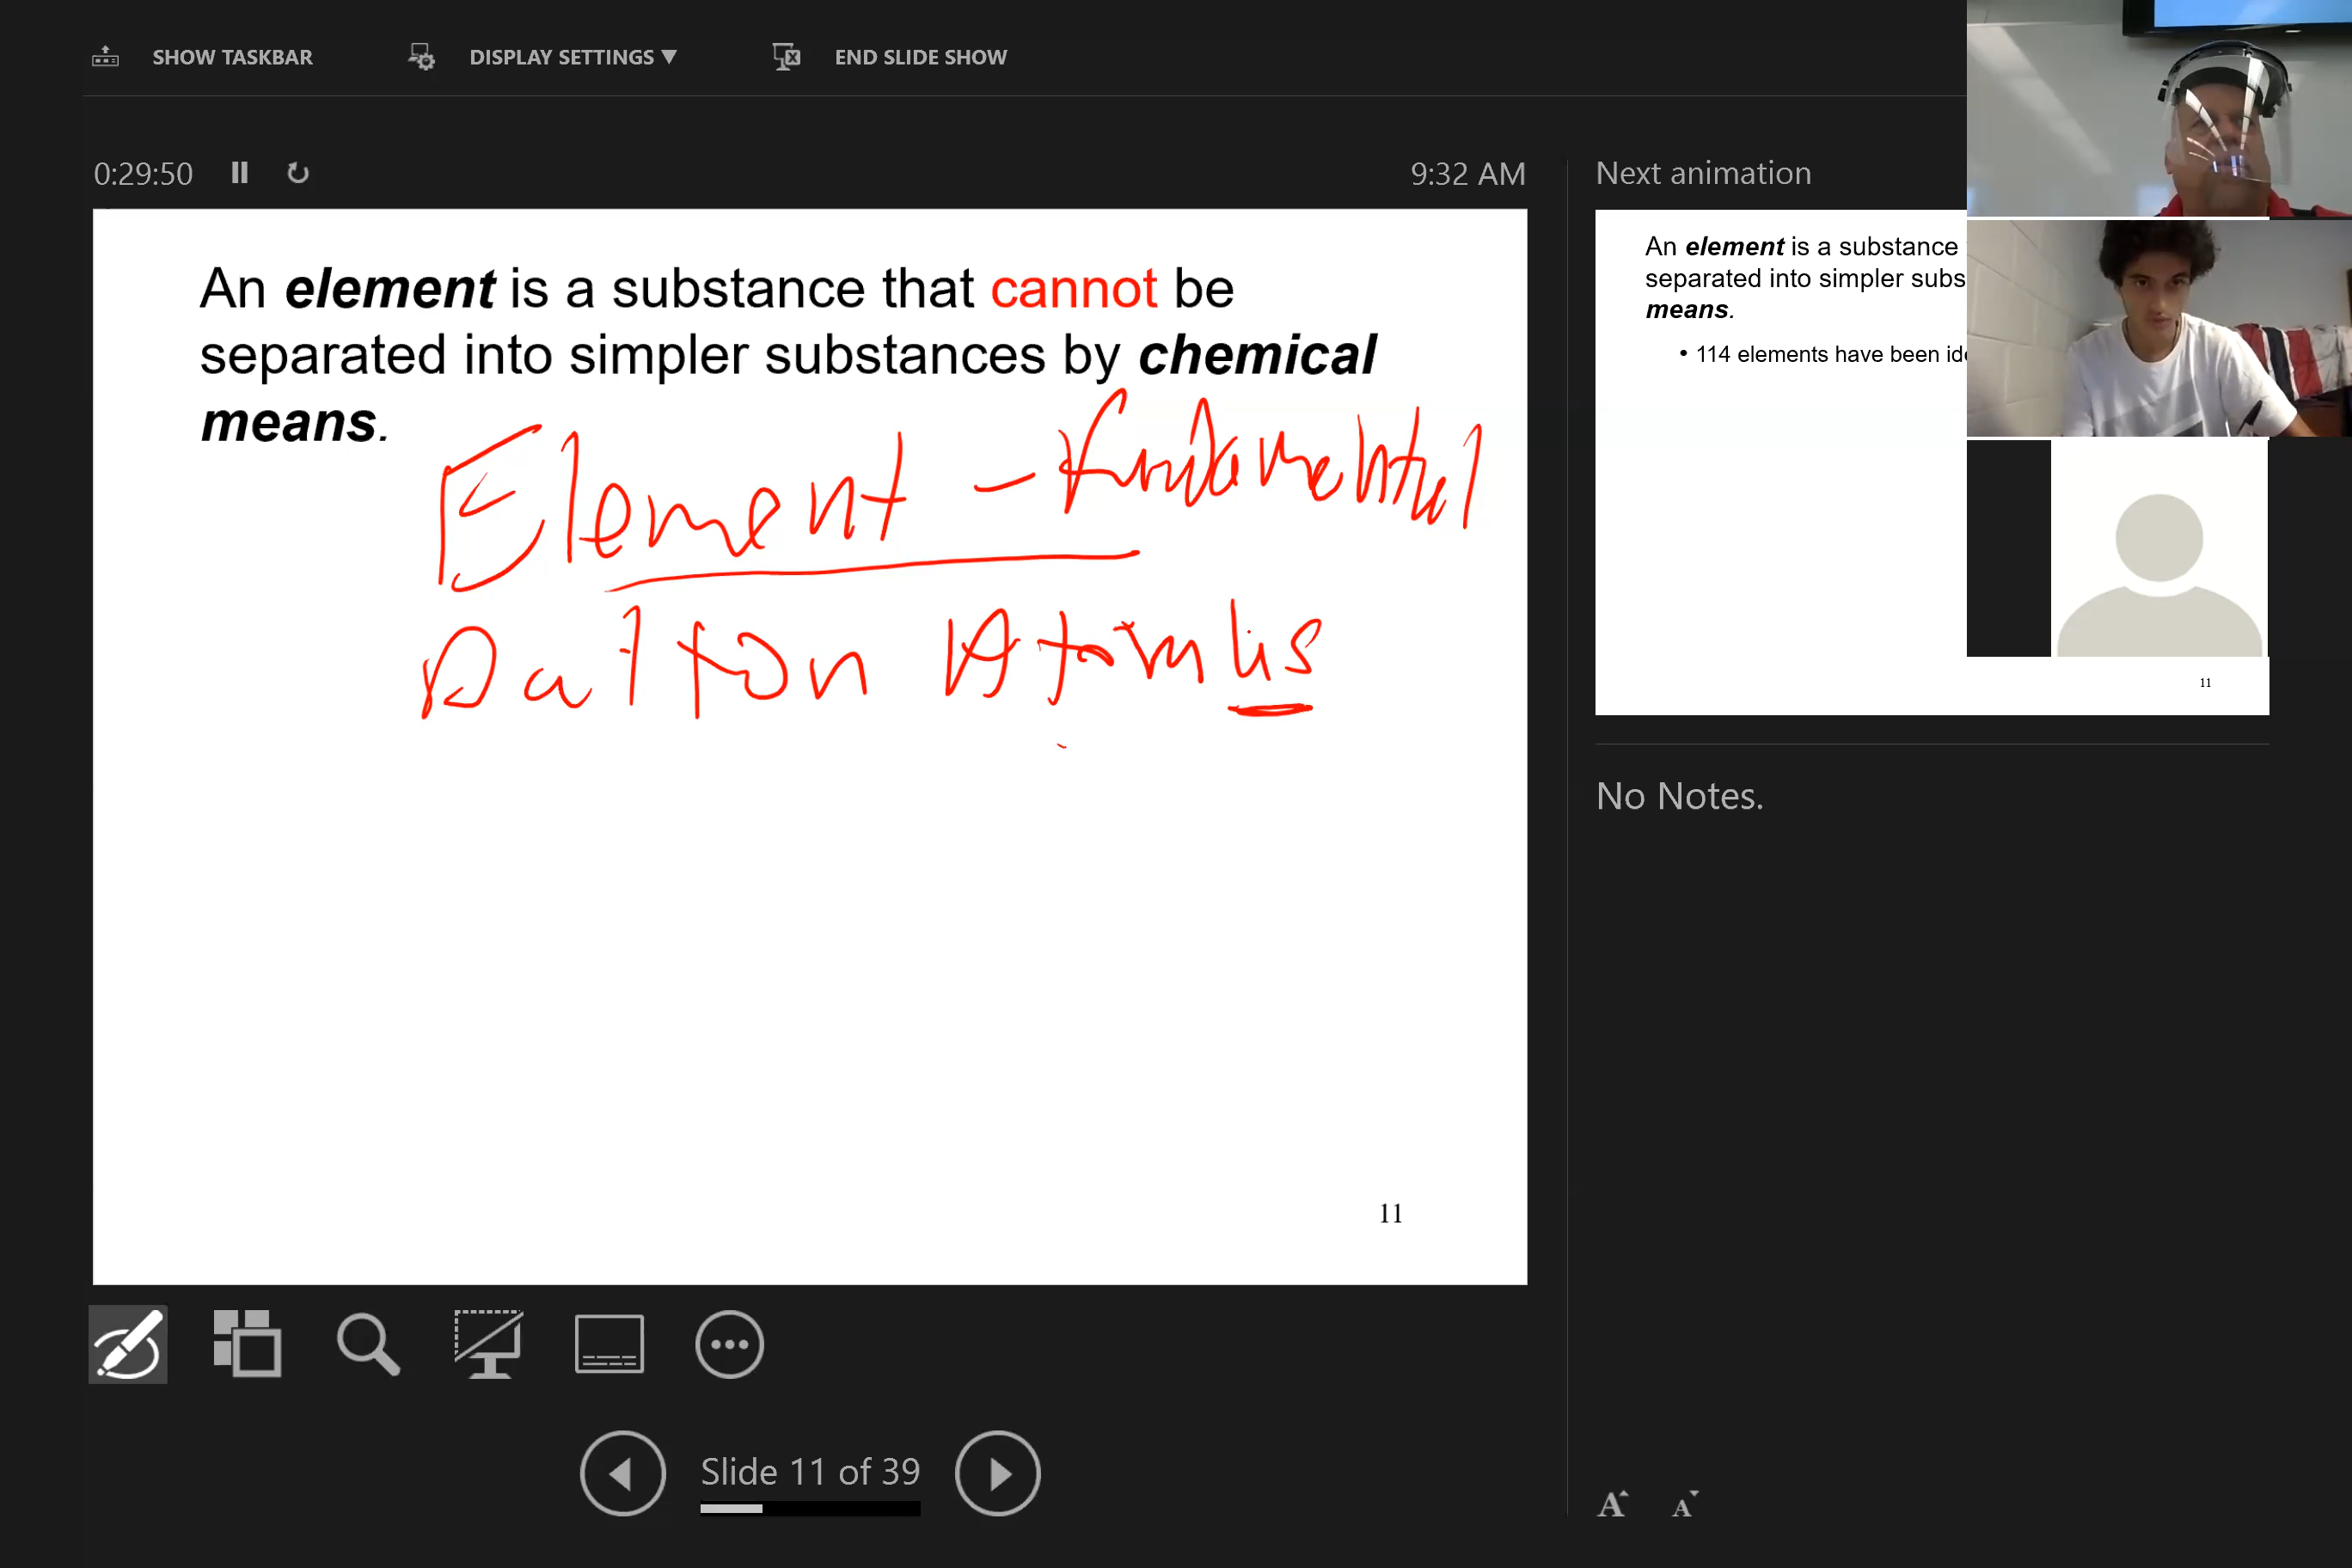 SHOW TASKBAR DISPLAY SETTINGS ▼ END SLIDE SHOW
0:29:50 9:32 AM
An element is a substance that cannot be
separated into simpler substances by chemical
means.
Element - fundamental
Dalton
11
Slide 11 of 39
Next animation
An element is a substance
separated into simpler subs
means.
• 114 elements have been ide
11
No Notes.
A A